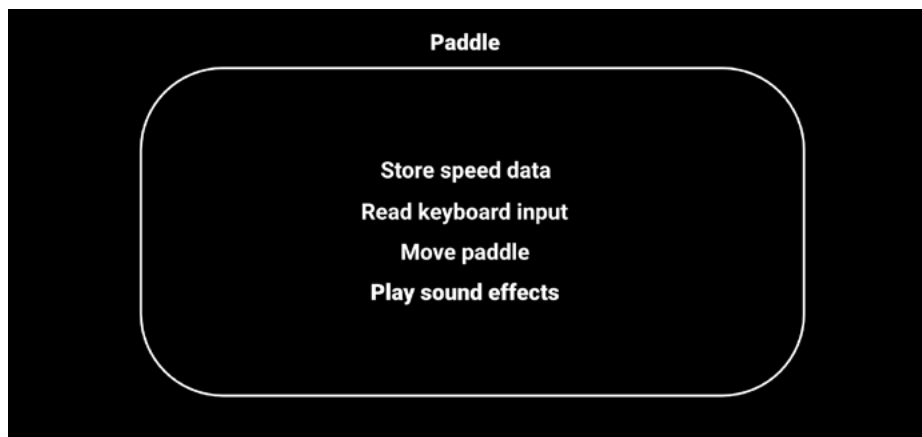 Paddle
Store speed data
Read keyboard input
Move paddle
Play sound effects